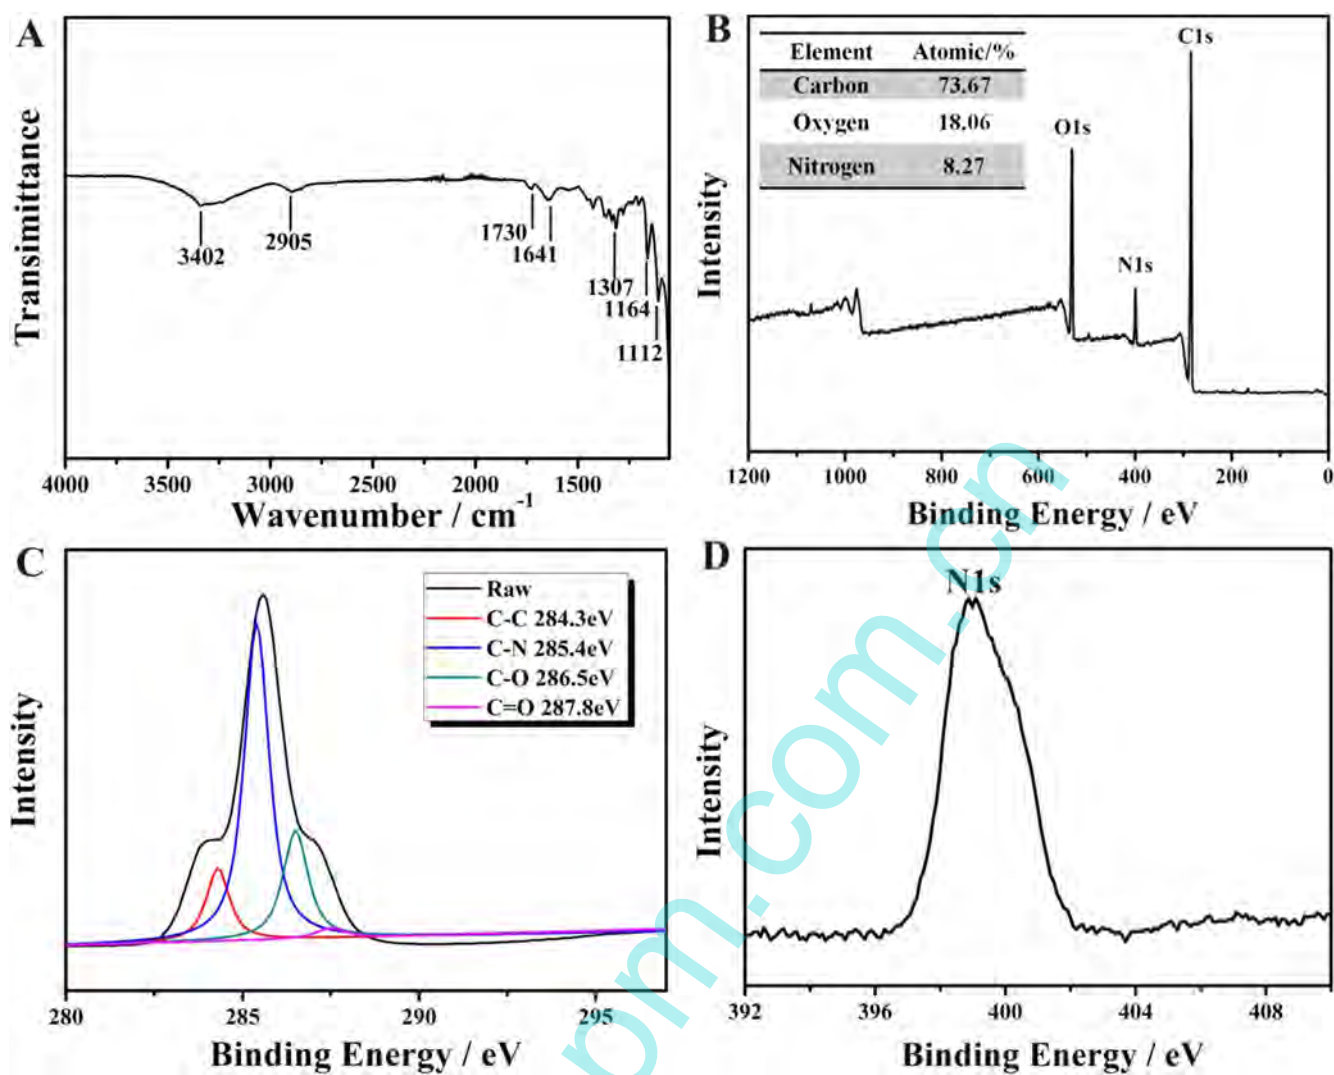 A
Transimittance
3402
2905
1730
1641
1307
1164
1112
4000 3500 3000 2500 2000 1500
Wavenumber / cm⁻¹
B
Element Atomic/%
Carbon 73.67
Oxygen 18.06
Nitrogen 8.27
Intensity
O1s
N1s
C1s
1200 1000 800 600 400 200 0
Binding Energy / eV
C
Raw
C-C 284.3eV
C-N 285.4eV
C-O 286.5eV
C=O 287.8eV
Intensity
280 285 290 295
Binding Energy / eV
D
N1s
Intensity
392 396 400 404 408
Binding Energy / eV
pm.com.cn